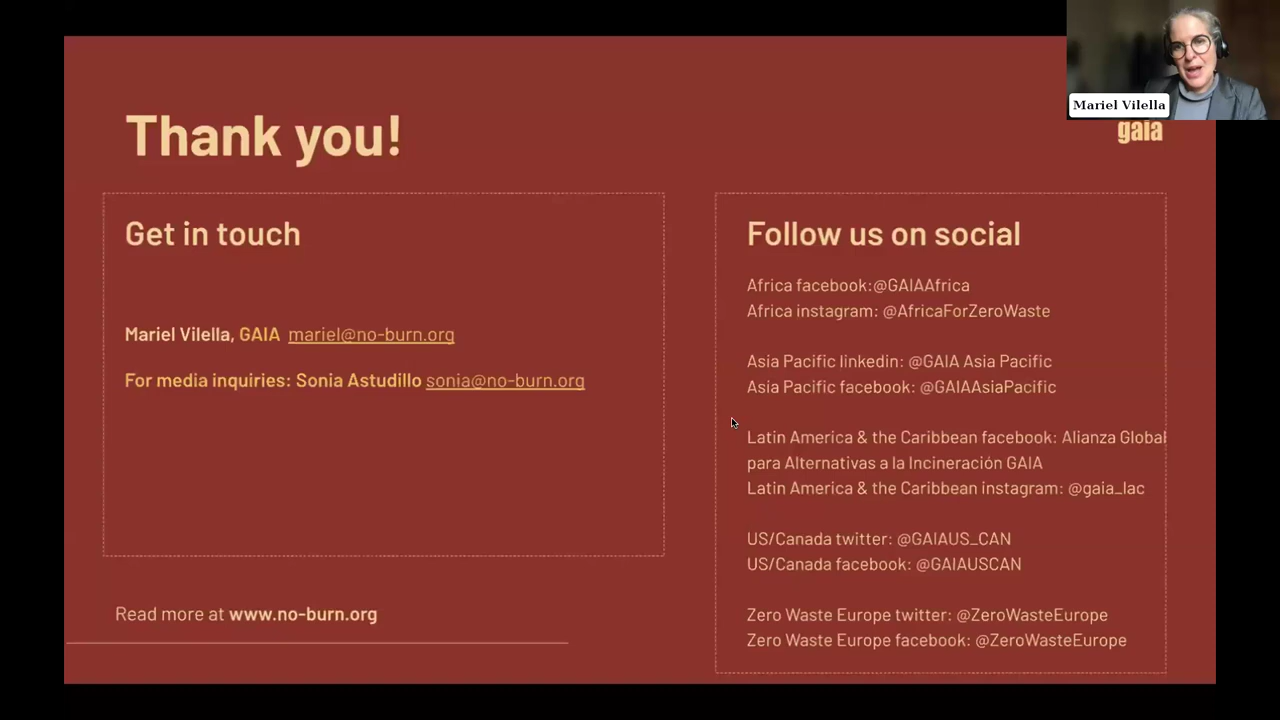 Mariel Vilella
gaia
Thank you!
Get in touch
Mariel Vilella, GAIA mariel@no-burn.org
For media inquiries: Sonia Astudillo sonia@no-burn.org
Read more at www.no-burn.org
Follow us on social
Africa facebook:@GAIAAfrica
Africa instagram: @AfricaForZeroWaste
Asia Pacific linkedin: @GAIA Asia Pacific
Asia Pacific facebook: @GAIAAsiaPacific
Latin America & the Caribbean facebook: Alianza Global
para Alternativas a la Incineración GAIA
Latin America & the Caribbean instagram: @gaia_lac
US/Canada twitter: @GAIAUS_CAN
US/Canada facebook: @GAIAUSCAN
Zero Waste Europe twitter: @ZeroWasteEurope
Zero Waste Europe facebook: @ZeroWasteEurope